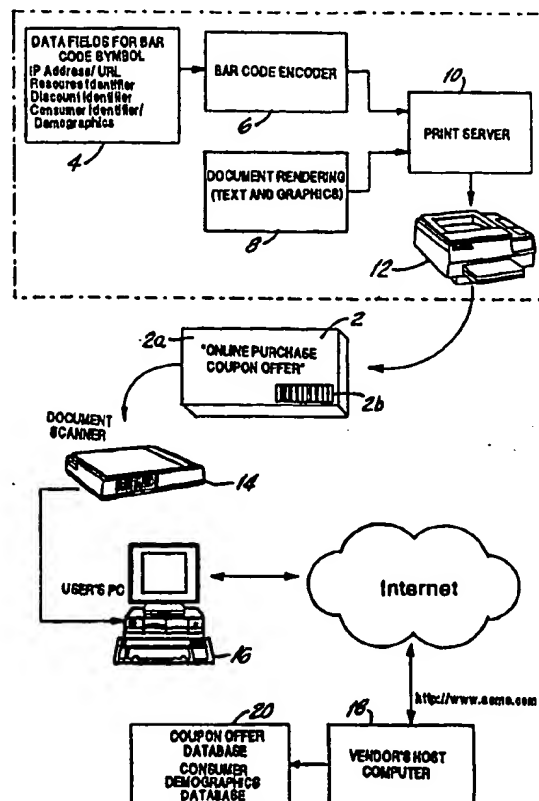 DATA FIELDS FOR BAR
CODE SYMBOL
IP Address/ URL
Resource Identifier
Discount Identifier
Consumer Identifier/
Demographics
4
BAR CODE ENCODER
6
DOCUMENT RENDERING
(TEXT AND GRAPHICS)
8
10
PRINT SERVER
12
2
2a
"ONLINE PURCHASE
COUPON OFFER"
2b
DOCUMENT
SCANNER
14
USER'S PC
16
Internet
http://www.acme.com
20
COUPON OFFER
DATABASE
CONSUMER
DEMOGRAPHICS
DATABASE
18
VENDOR'S HOST
COMPUTER